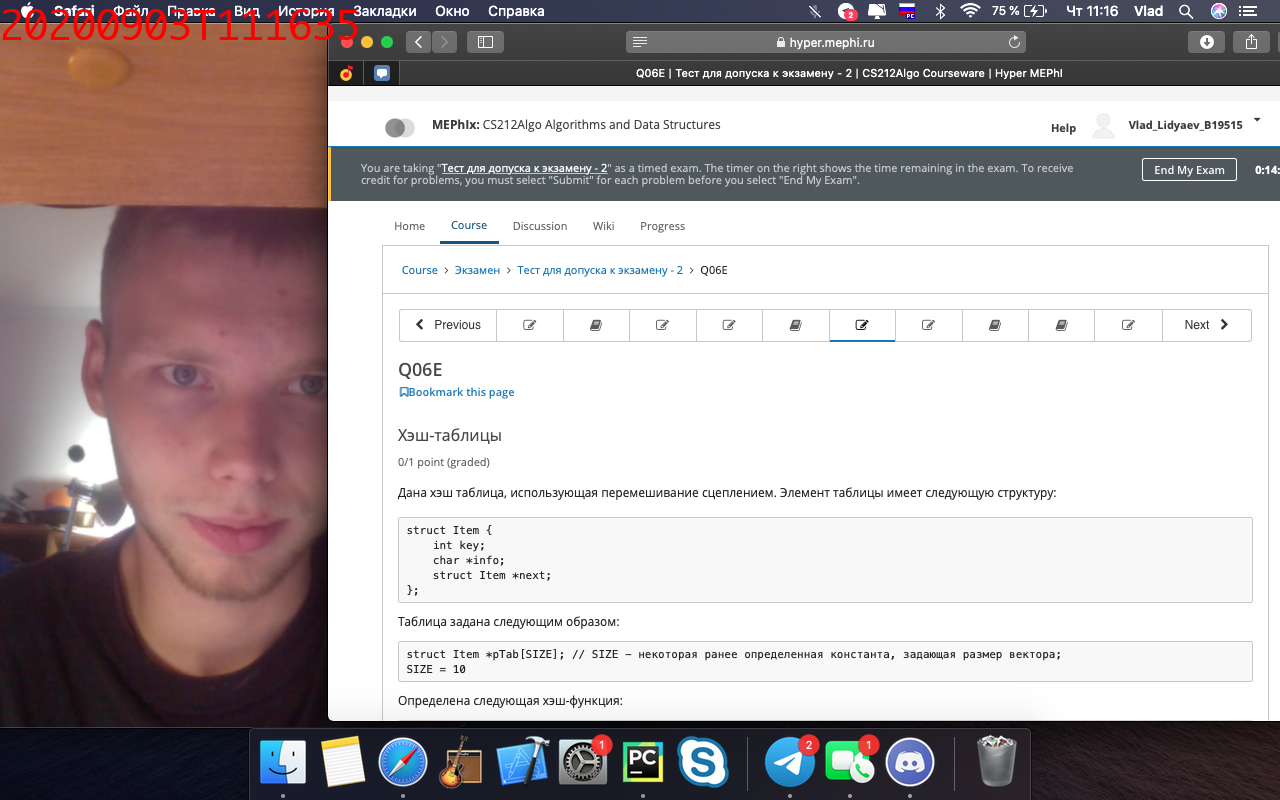 20200903T111635
Safari Файл Правка Вид История Закладки Окно Справка
2 РС 75 % Чт 11:16 Vlad
hyper.mephi.ru
Q06E | Тест для допуска к экзамену - 2 | CS212Algo Courseware | Hyper MEPhI
MEPhIx: CS212Algo Algorithms and Data Structures
Help Vlad_Lidyaev_B19515
You are taking "Тест для допуска к экзамену - 2" as a timed exam. The timer on the right shows the time remaining in the exam. To receive
credit for problems, you must select "Submit" for each problem before you select "End My Exam".
End My Exam 0:14:
Home Course Discussion Wiki Progress
Course > Экзамен > Тест для допуска к экзамену - 2 > Q06E
Previous Next
Q06E
Bookmark this page
Хэш-таблицы
0/1 point (graded)
Дана хэш таблица, использующая перемешивание сцеплением. Элемент таблицы имеет следующую структуру:
struct Item {
int key;
char *info;
struct Item *next;
};
Таблица задана следующим образом:
struct Item *pTab[SIZE]; // SIZE – некоторая ранее определенная константа, задающая размер вектора;
SIZE = 10
Определена следующая хэш-функция:
1 PC 2 1